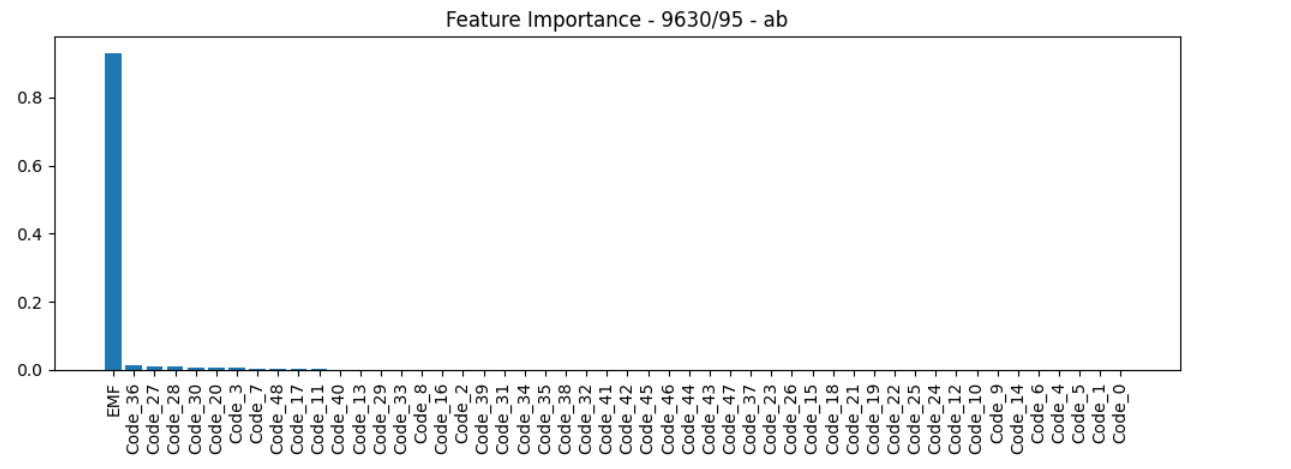 Feature Importance - 9630/95 - ab
0.8
0.6
0.4
0.2
0.0
EMF
Code_36
Code_27
Code_28
Code_30
Code_20
Code_3
Code_7
Code_48
Code_17
Code_11
Code_40
Code_13
Code_29
Code_33
Code_8
Code_16
Code_2
Code_39
Code_31
Code_34
Code_35
Code_38
Code_32
Code_41
Code_42
Code_45
Code_46
Code_44
Code_43
Code_47
Code_37
Code_23
Code_26
Code_15
Code_18
Code_21
Code_19
Code_22
Code_25
Code_24
Code_12
Code_10
Code_9
Code_14
Code_6
Code_4
Code_5
Code_1
Code_0